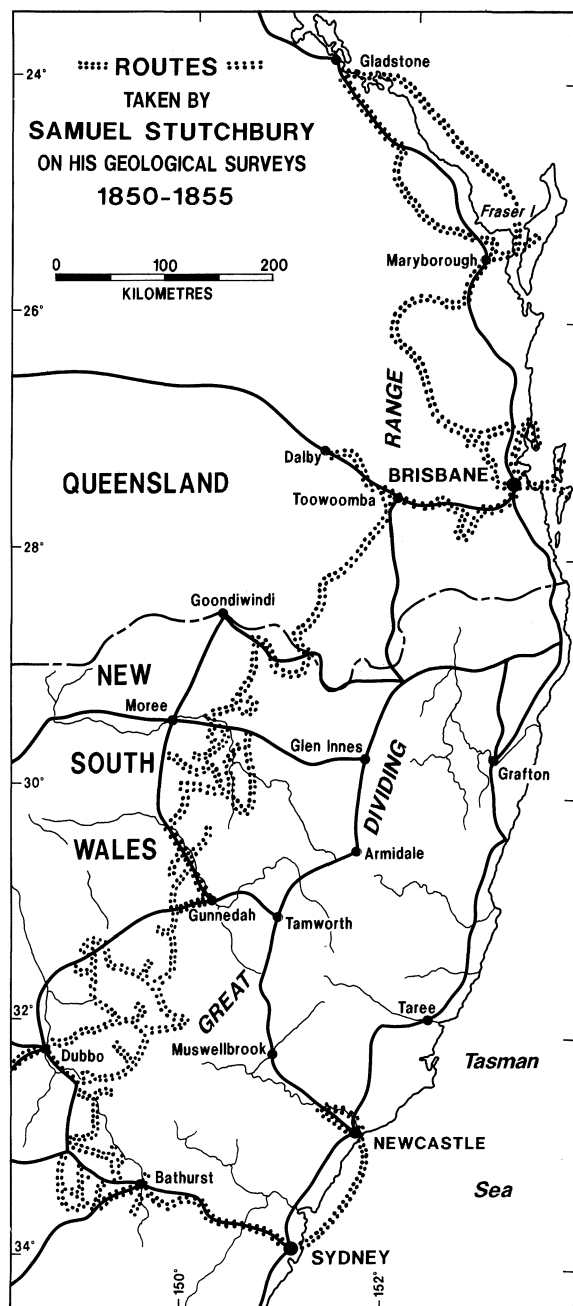 ROUTES
TAKEN BY
SAMUEL STUTCHBURY
ON HIS GEOLOGICAL SURVEYS
1850-1855
0 100 200
KILOMETRES
24°
Gladstone
Fraser I
Maryborough
26°
RANGE
Dalby
BRISBANE
QUEENSLAND
Toowoomba
28°
Goondiwindi
NEW
Moree
Glen Innes
SOUTH
30°
Grafton
DIVIDING
WALES
Armidale
Gunnedah
Tamworth
GREAT
32°
Taree
Dubbo
Muswellbrook
Tasman
NEWCASTLE
Bathurst
Sea
34°
SYDNEY
150°
152°